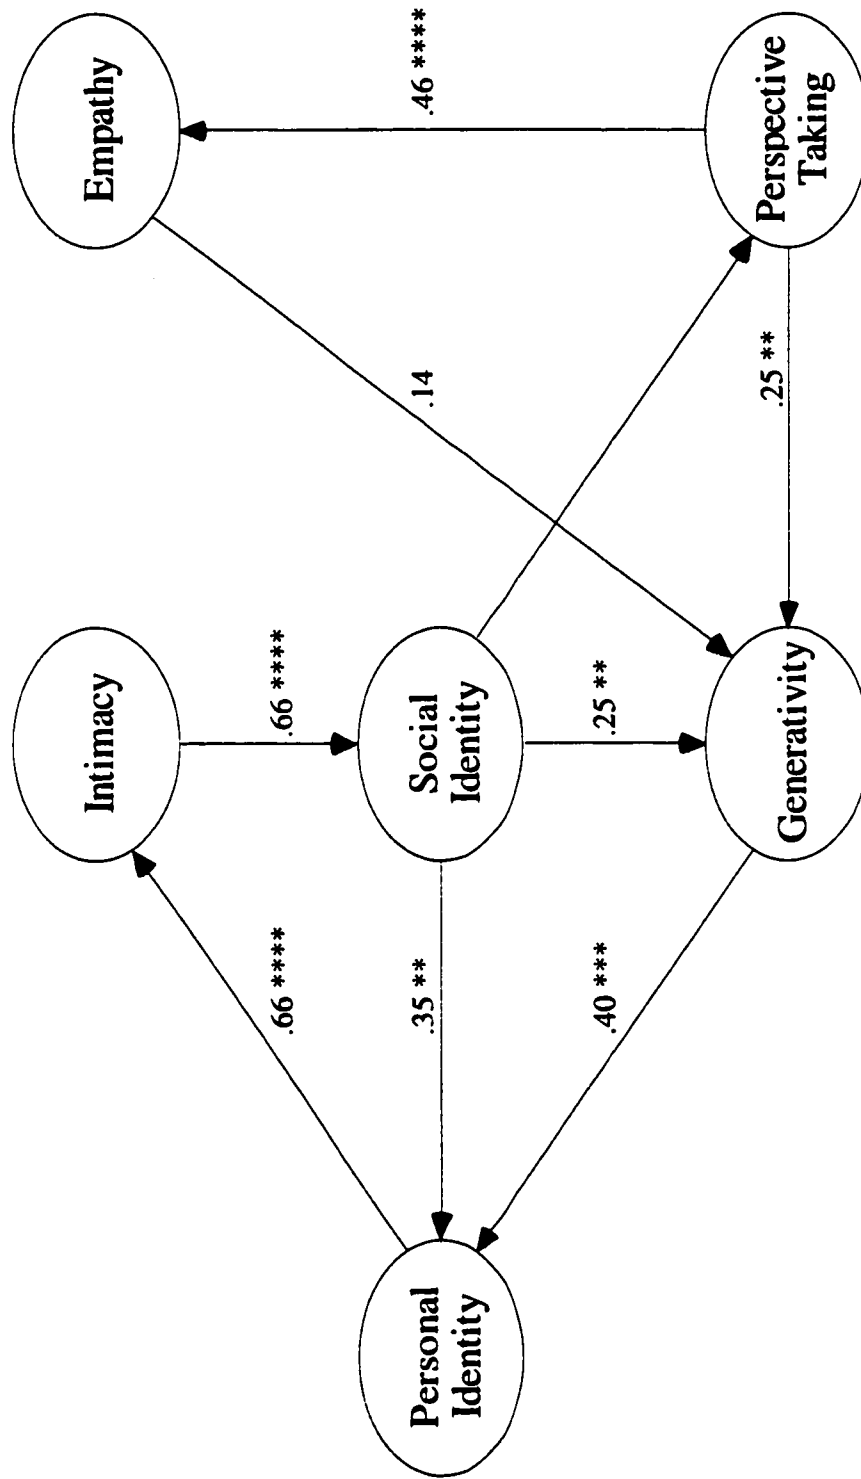 Intimacy
Empathy
.66 ****
.66 ****
.14
.46 ****
Personal
Identity
.35 **
Social
Identity
.40 ***
.25 **
.25 **
Generativity
Perspective
Taking